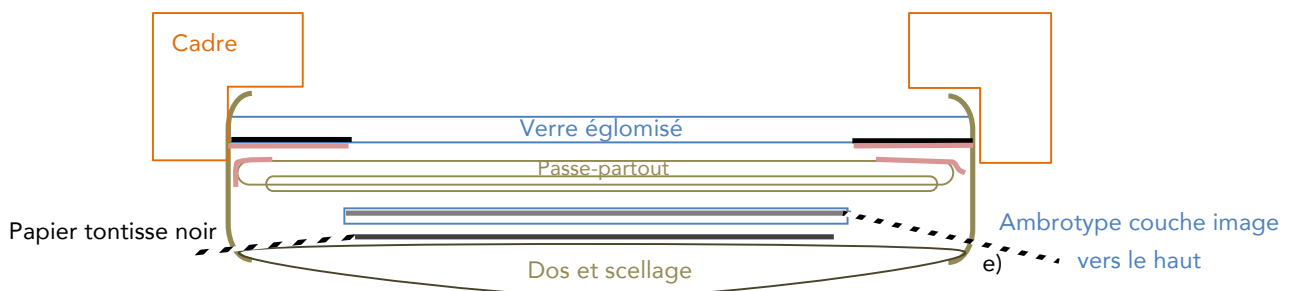 Cadre
Verre églomisé
Passe-partout
Papier tontisse noir
Ambrotype couche image
vers le haut
e)
Dos et scellage